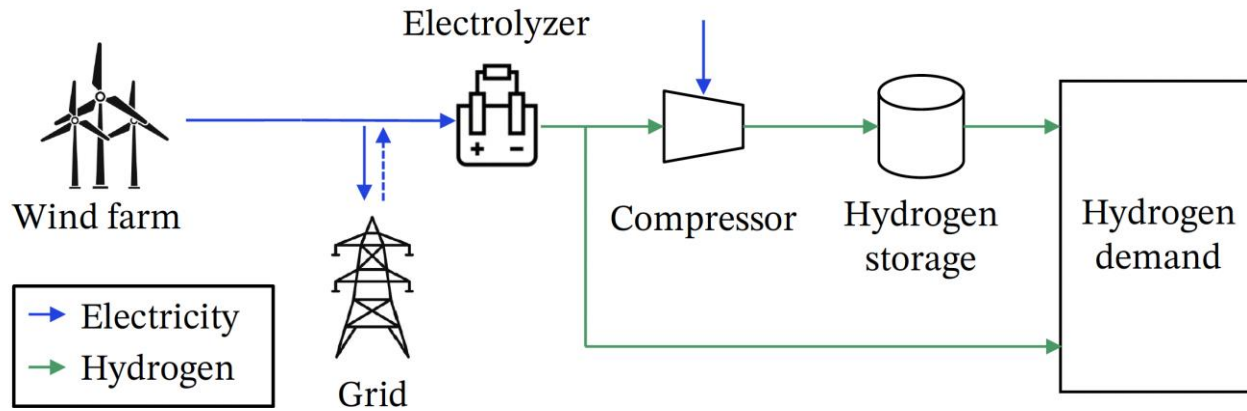 Electrolyzer
Wind farm
Compressor
Hydrogen
storage
Hydrogen
demand
Electricity
Hydrogen
Grid